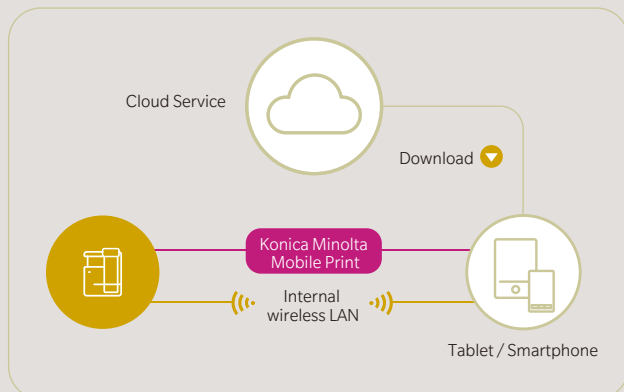 Cloud Service
Download
Konica Minolta
Mobile Print
Internal
wireless LAN
Tablet / Smartphone